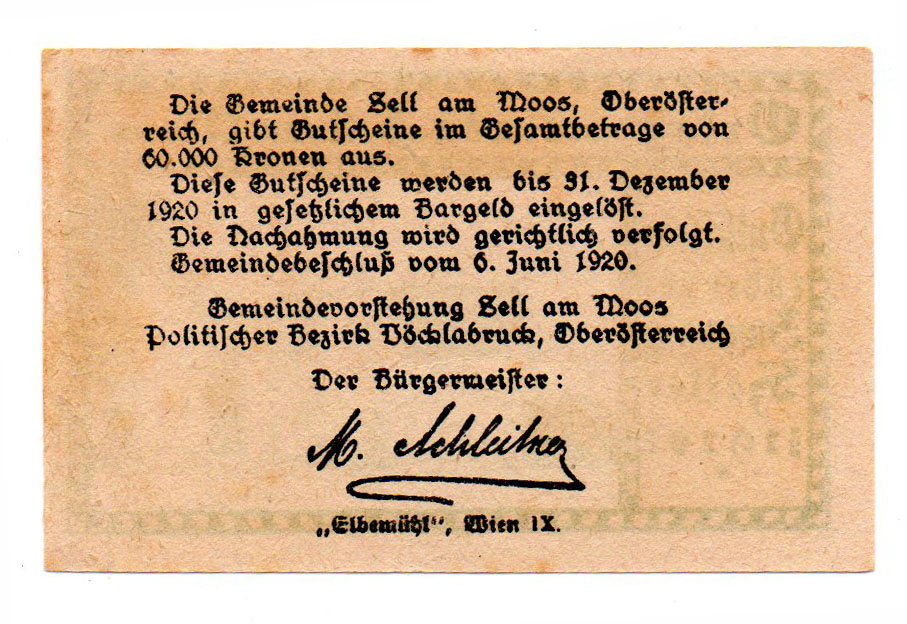 Die Gemeinde Zell am Moos, Oberöster-
reich, gibt Gutscheine im Gesamtbetrage von
60.000 Kronen aus.
Diese Gutscheine werden bis 31. Dezember
1920 in gesetzlichem Bargeld eingelöst.
Die Nachahmung wird gerichtlich verfolgt.
Gemeindebeschluß vom 6. Juni 1920.
Gemeindevorstehung Zell am Moos
Politischer Bezirk Vöcklabruck, Oberösterreich
Der Bürgermeister:
M. Schleitner
„Elbemühl“, Wien IX.